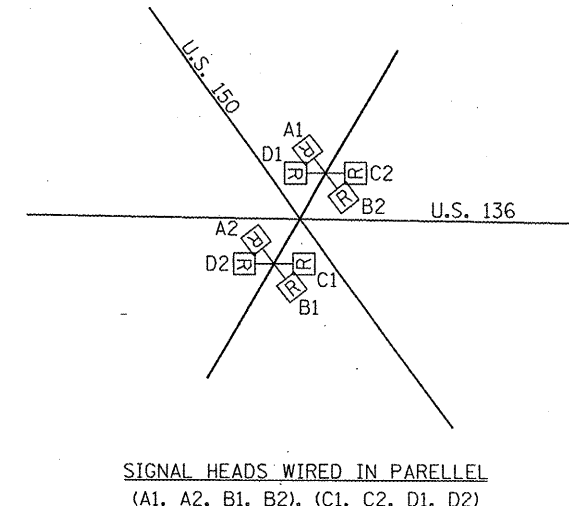 U.S. 150
A1
D1
R
R
R
C2
R
B2
U.S. 136
A2
R
D2
R
R
C1
R
B1
SIGNAL HEADS WIRED IN PARELLEL
(A1, A2, B1, B2), (C1, C2, D1, D2)